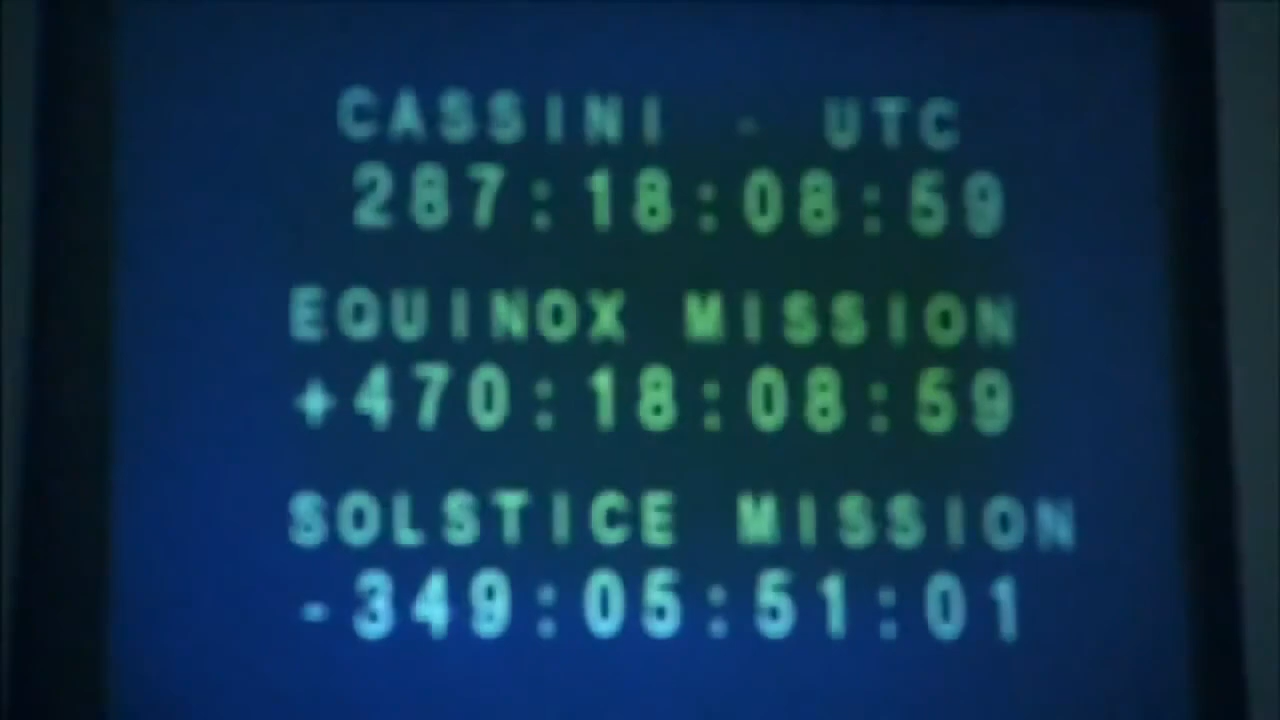 CASSINI - UTC
287:18:08:59
EQUINOX MISSION
+470:18:08:59
SOLSTICE MISSION
-349:05:51:01